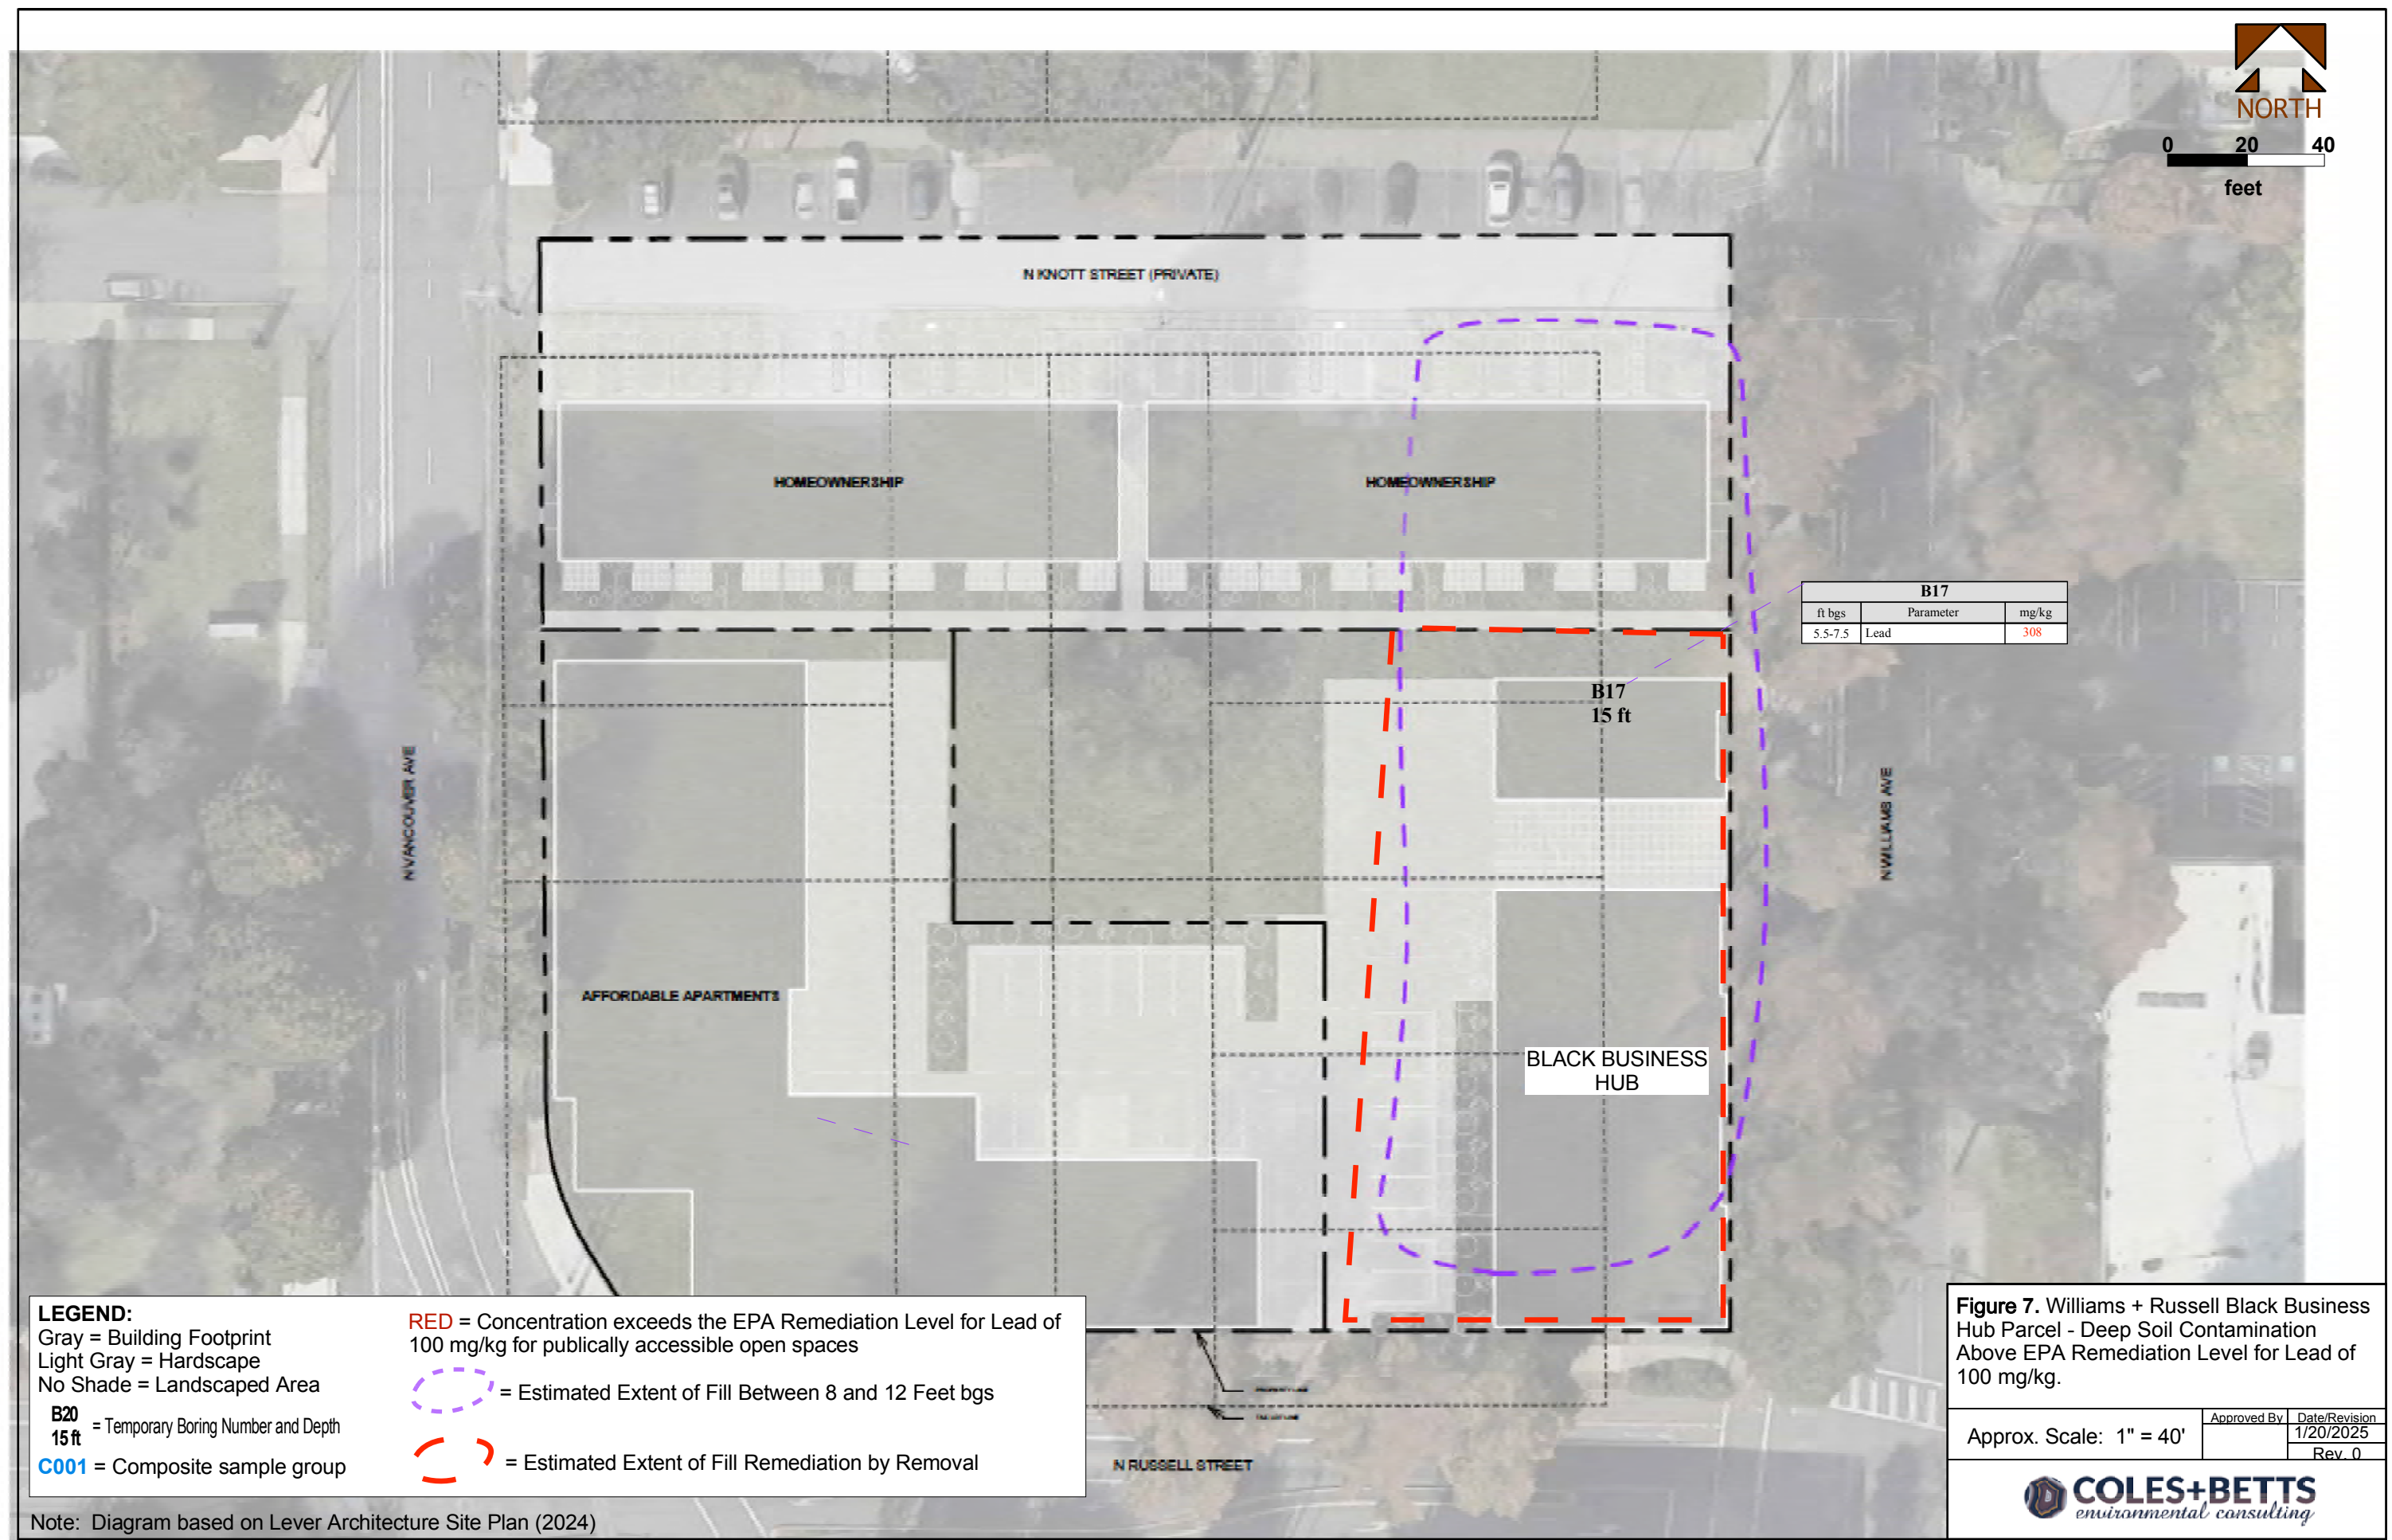 NORTH
0 20 40
feet
N KNOTT STREET (PRIVATE)
HOMEOWNERSHIP
HOMEOWNERSHIP
B17
ft bgs Parameter mg/kg
5.5-7.5 Lead 308
B17
15 ft
N VANCOUVER AVE
N WILLIAMS AVE
AFFORDABLE APARTMENTS
BLACK BUSINESS
HUB
N RUSSELL STREET
LEGEND:
Gray = Building Footprint
Light Gray = Hardscape
No Shade = Landscaped Area
B20
15 ft = Temporary Boring Number and Depth
C001 = Composite sample group
RED = Concentration exceeds the EPA Remediation Level for Lead of
100 mg/kg for publically accessible open spaces
= Estimated Extent of Fill Between 8 and 12 Feet bgs
= Estimated Extent of Fill Remediation by Removal
Note: Diagram based on Lever Architecture Site Plan (2024)
Figure 7. Williams + Russell Black Business
Hub Parcel - Deep Soil Contamination
Above EPA Remediation Level for Lead of
100 mg/kg.
Approx. Scale: 1" = 40'
Approved By
Date/Revision
1/20/2025
Rev. 0
COLES+BETTS
environmental consulting